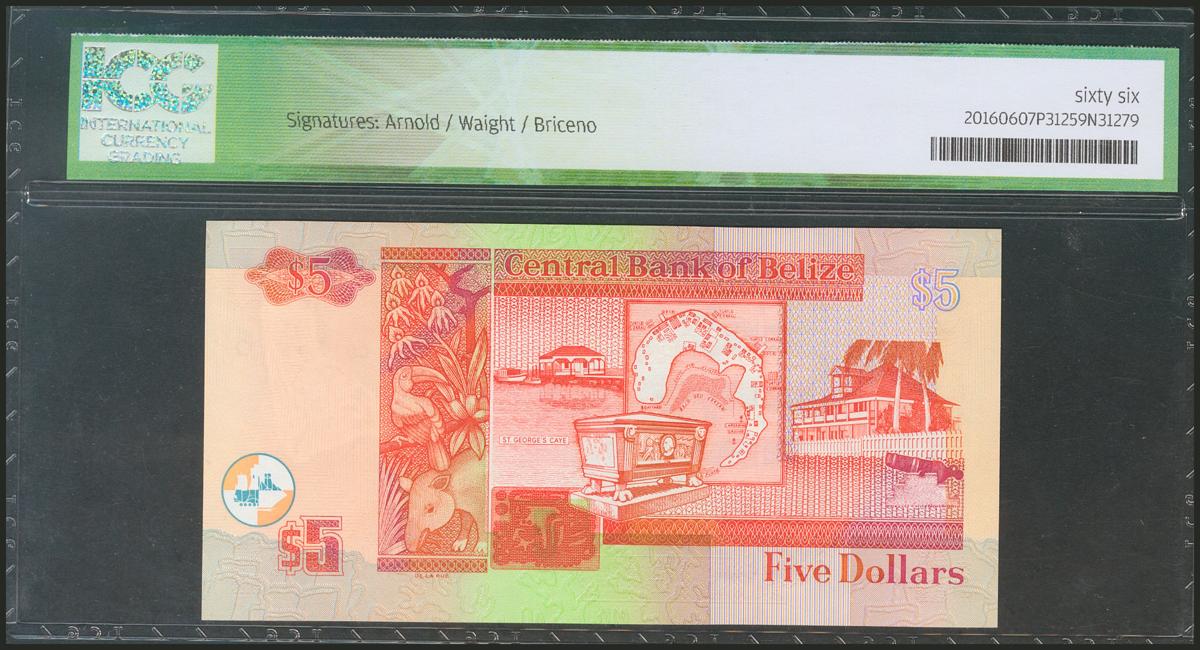 ICG
INTERNATIONAL
CURRENCY
GRADING
Signatures: Arnold / Waight / Briceno
sixty six
20160607P31259N31279
$5
Central Bank of Belize
$5
ST GEORGE'S CAYE
$5
DE LA RUE
Five Dollars